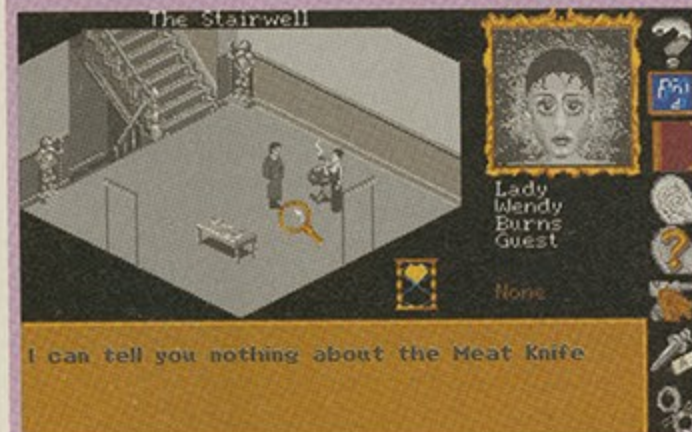 The Stairwell
Lady
Wendy
Burns
Guest
None
I can tell you nothing about the Meat Knife